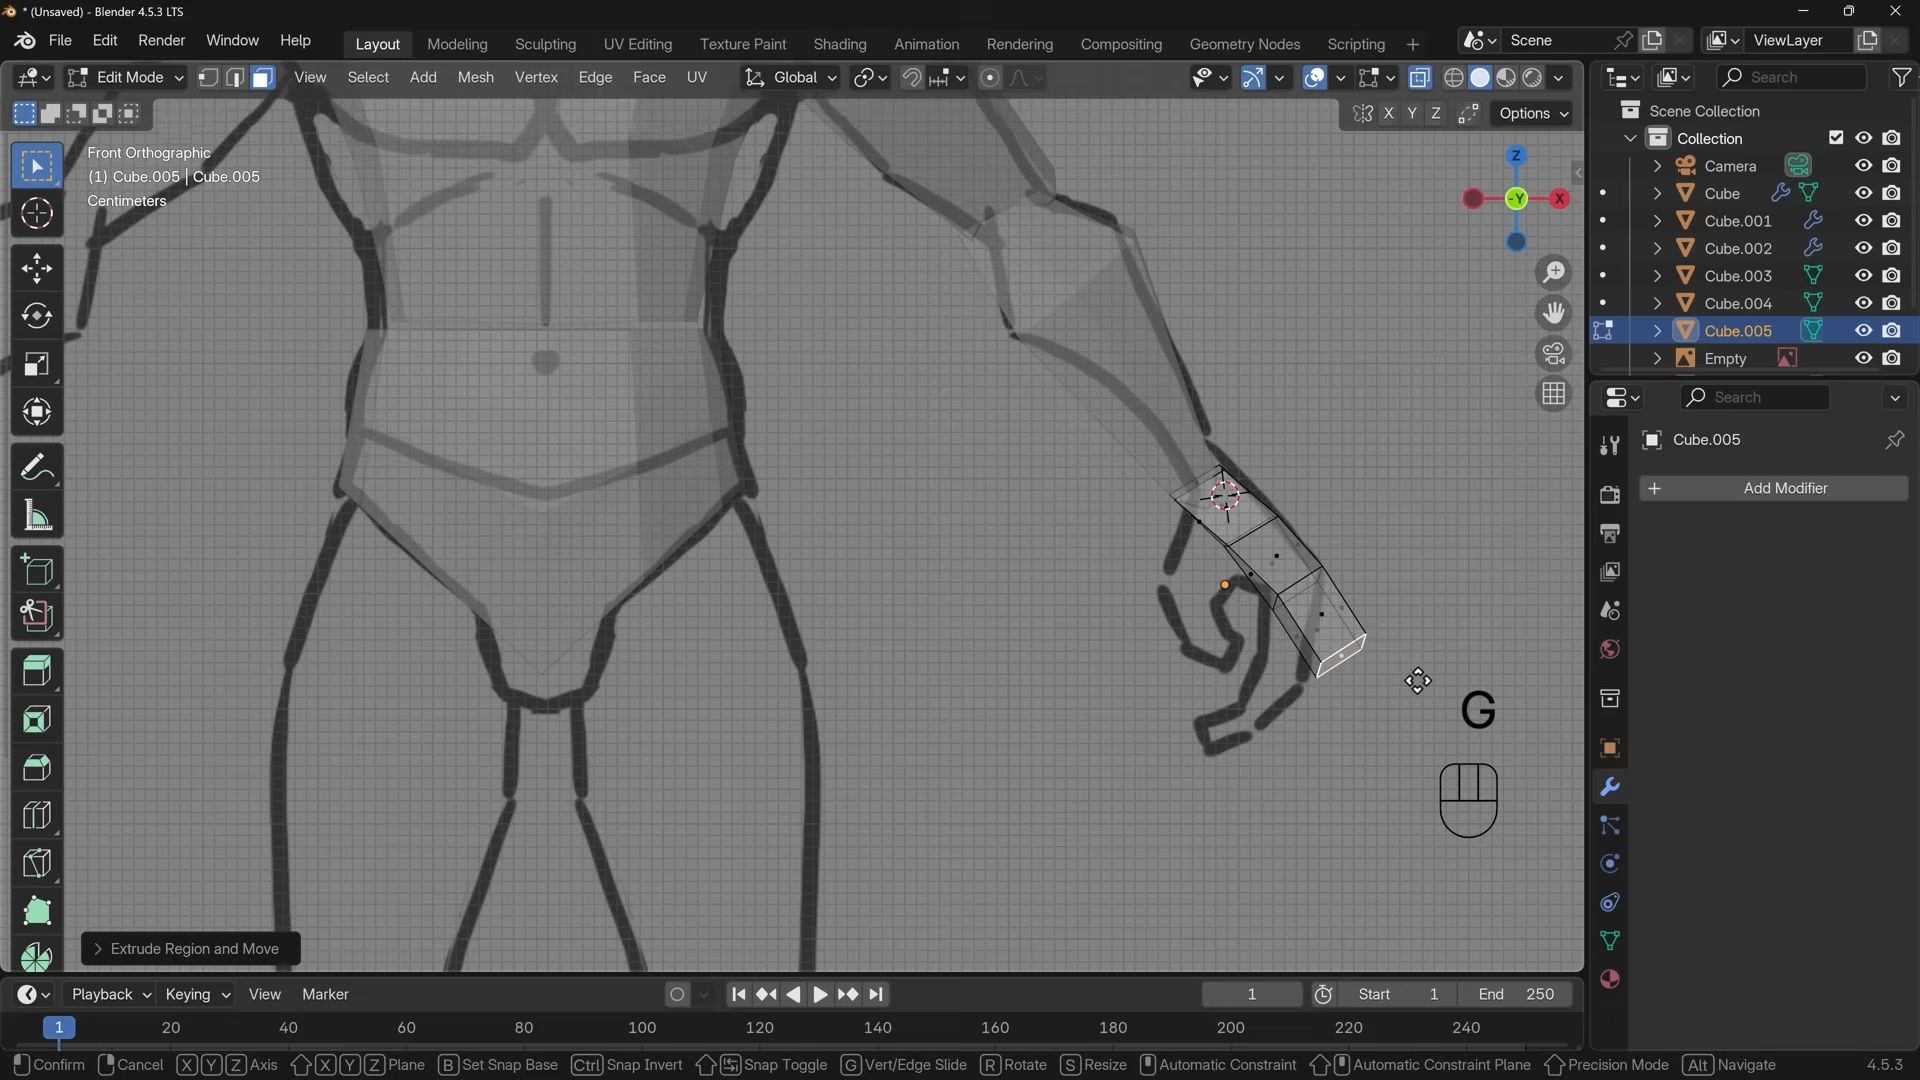 * (Unsaved) - Blender 4.5.3 LTS
File Edit Render Window Help
Layout Modeling Sculpting UV Editing Texture Paint Shading Animation Rendering Compositing Geometry Nodes Scripting
Scene
ViewLayer
Edit Mode View Select Add Mesh Vertex Edge Face UV Global
Search
X Y Z Options
Front Orthographic
(1) Cube.005 | Cube.005
Centimeters
Z
-Y
X
Scene Collection
Collection
Camera
Cube
Cube.001
Cube.002
Cube.003
Cube.004
Cube.005
Empty
Search
Cube.005
+ Add Modifier
G
Extrude Region and Move
Playback Keying View Marker
1
Start 1
End 250
1 20 40 60 80 100 120 140 160 180 200 220 240
Confirm Cancel X Y Z Axis X Y Z Plane B Set Snap Base Ctrl Snap Invert Snap Toggle G Vert/Edge Slide R Rotate S Resize Automatic Constraint Automatic Constraint Plane Precision Mode Alt Navigate 4.5.3